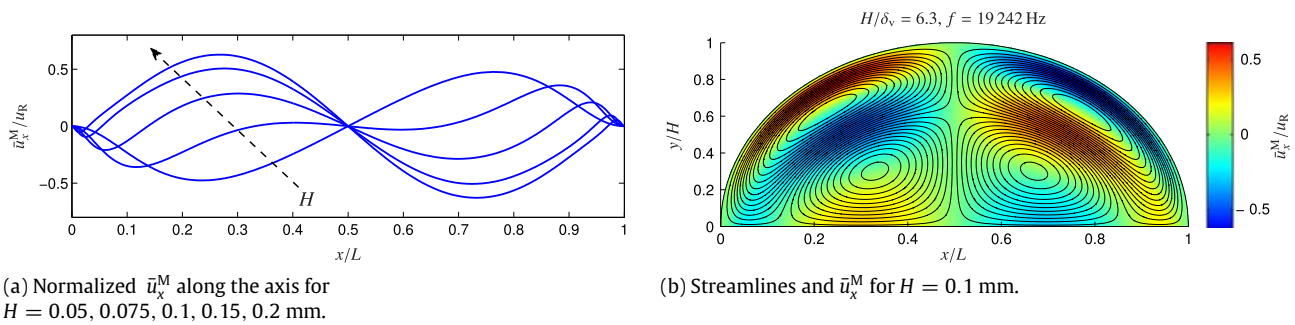 0.5
0
−0.5
ū_x^M/u_R
0 0.1 0.2 0.3 0.4 0.5 0.6 0.7 0.8 0.9 1
x/L
H
(a) Normalized ū_x^M along the axis for
H = 0.05, 0.075, 0.1, 0.15, 0.2 mm.
H/δ_v = 6.3, f = 19 242 Hz
1
0.8
0.6
0.4
0.2
0
y/H
0 0.2 0.4 0.6 0.8 1
x/L
0.5
0
−0.5
ū_x^M/u_R
(b) Streamlines and ū_x^M for H = 0.1 mm.